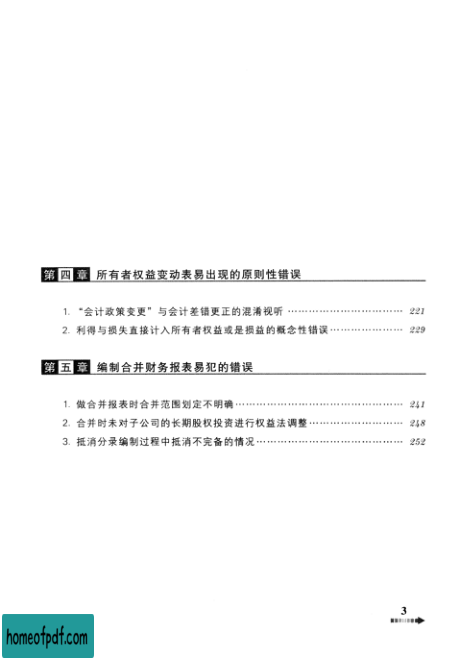 第四章 所有者权益变动表易出现的原则性错误
1. “会计政策变更”与会计差错更正的混淆视听 …………………………… 221
2. 利得与损失直接计入所有者权益或是损益的概念性错误………………… 229
第五章 编制合并财务报表易犯的错误
1. 做合并报表时合并范围划定不明确………………………………………… 241
2. 合并时未对子公司的长期股权投资进行权益法调整……………………… 248
3. 抵消分录编制过程中抵消不完备的情况…………………………………… 252
3
homeofpdf.com